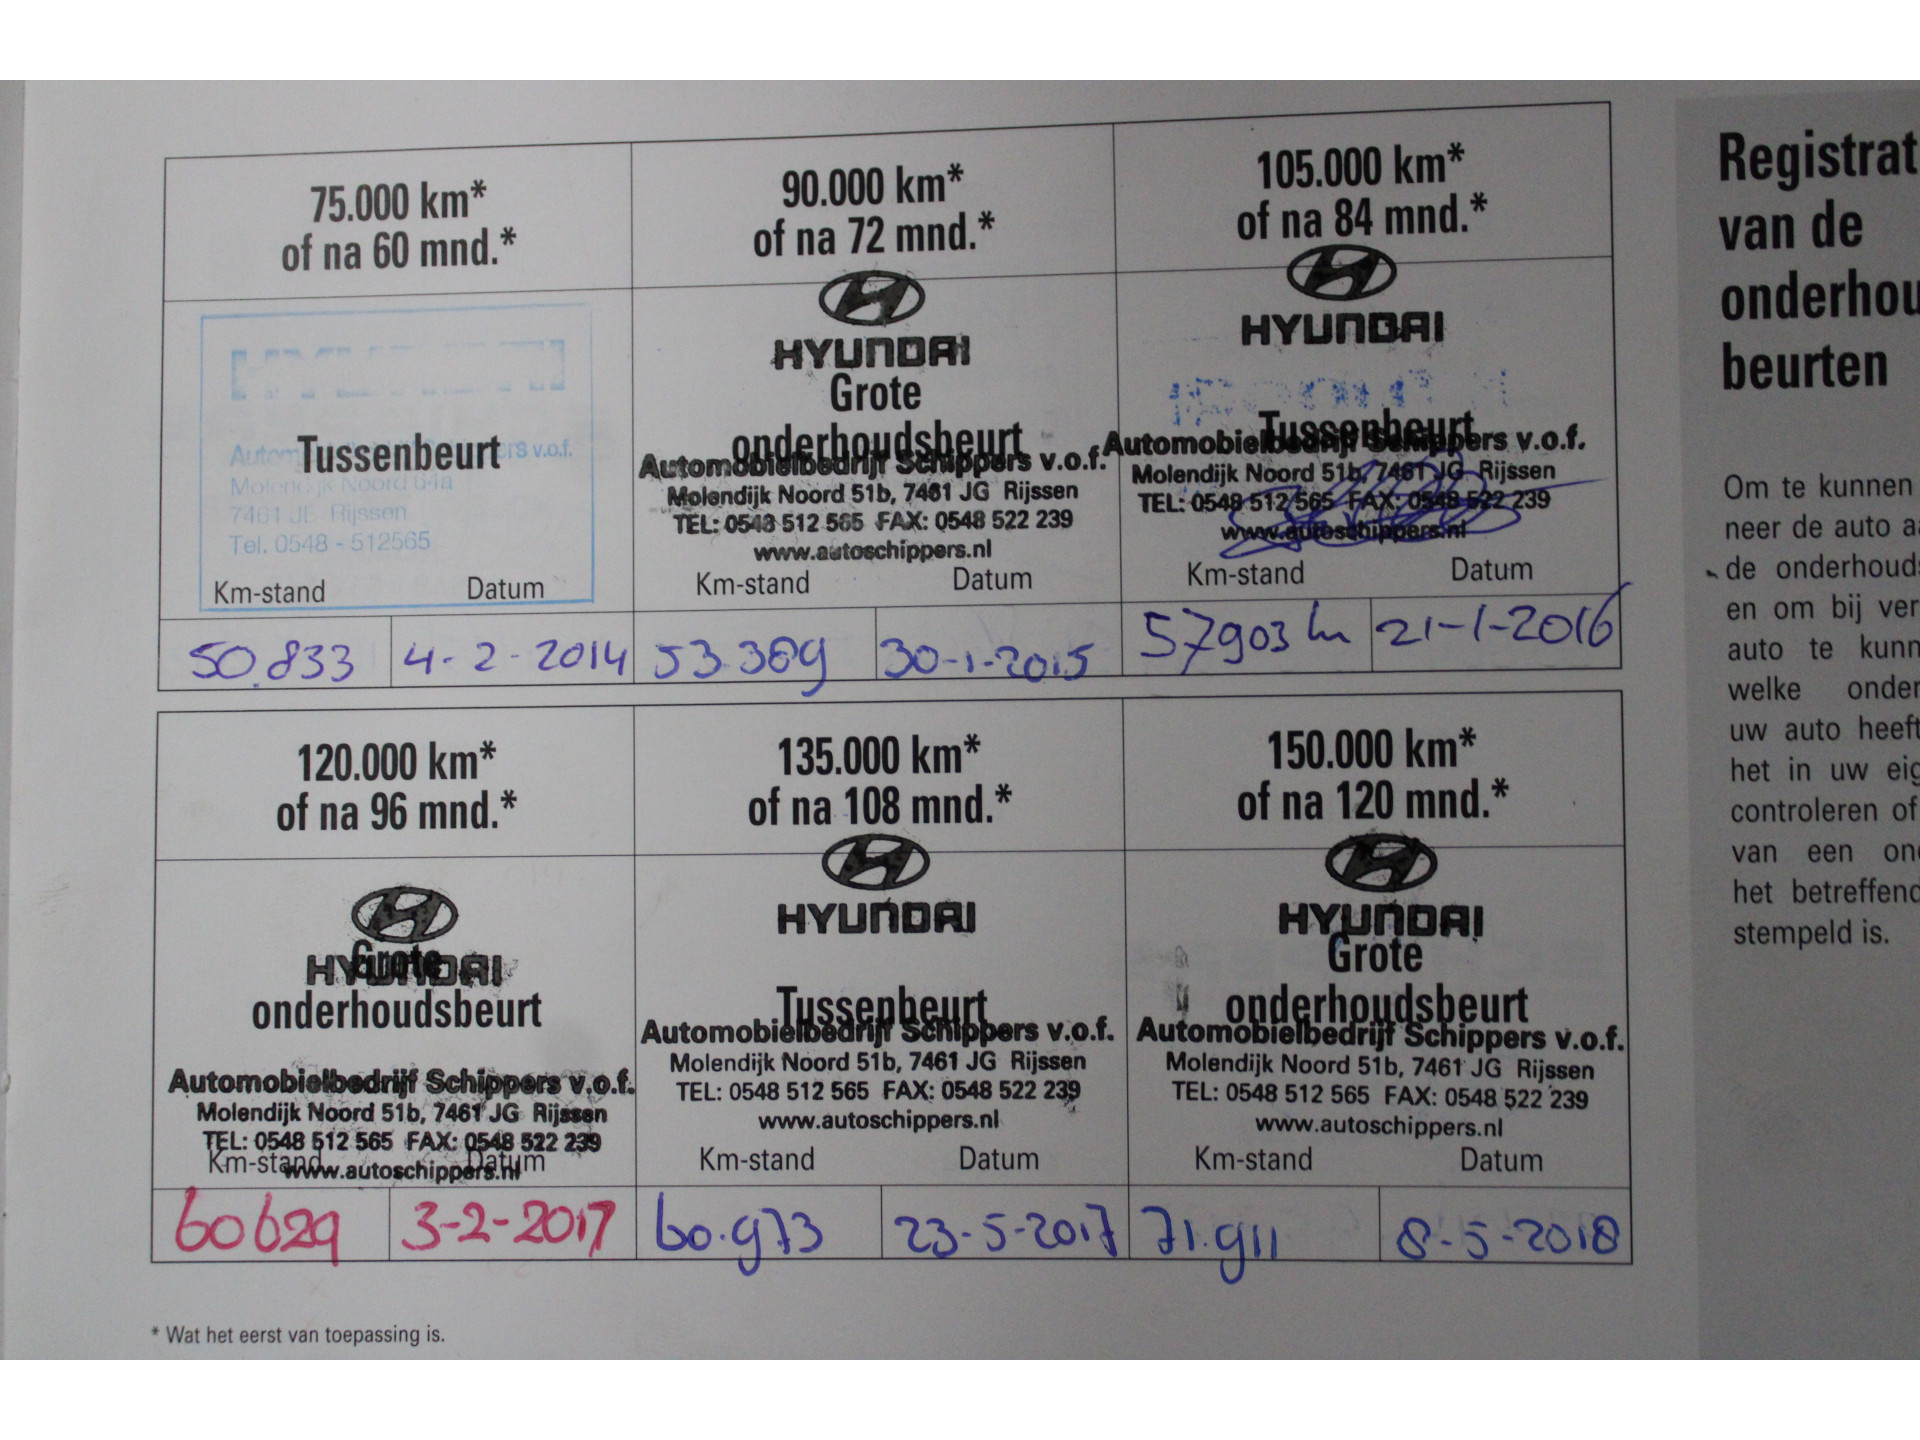 75.000 km*
of na 60 mnd.*
Automobielbedrijf Schippers v.o.f.
Tussenbeurt
Molendijk Noord 64a
7461 JE Rijssen
Tel. 0548 - 512565
Km-stand Datum
50.833 4-2-2014
90.000 km*
of na 72 mnd.*
HYUNDAI
Grote
onderhoudsbeurt
Automobielbedrijf Schippers v.o.f.
Molendijk Noord 51b, 7461 JG Rijssen
TEL: 0548 512 565 FAX: 0548 522 239
www.autoschippers.nl
Km-stand Datum
53.369 30-1-2015
105.000 km*
of na 84 mnd.*
HYUNDAI
Tussenbeurt
Automobielbedrijf Schippers v.o.f.
Molendijk Noord 51b, 7461 JG Rijssen
TEL: 0548 512 565 FAX: 0548 522 239
www.autoschippers.nl
Km-stand Datum
57903 km 21-1-2016
120.000 km*
of na 96 mnd.*
HYUNDAI
Grote
onderhoudsbeurt
Automobielbedrijf Schippers v.o.f.
Molendijk Noord 51b, 7461 JG Rijssen
TEL: 0548 512 565 FAX: 0548 522 239
Km-stand Datum
www.autoschippers.nl
60629 3-2-2017
135.000 km*
of na 108 mnd.*
HYUNDAI
Tussenbeurt
Automobielbedrijf Schippers v.o.f.
Molendijk Noord 51b, 7461 JG Rijssen
TEL: 0548 512 565 FAX: 0548 522 239
www.autoschippers.nl
Km-stand Datum
60.973 23-5-2017
150.000 km*
of na 120 mnd.*
HYUNDAI
Grote
onderhoudsbeurt
Automobielbedrijf Schippers v.o.f.
Molendijk Noord 51b, 7461 JG Rijssen
TEL: 0548 512 565 FAX: 0548 522 239
www.autoschippers.nl
Km-stand Datum
71.911 8-5-2018
* Wat het eerst van toepassing is.
Registrat
van de
onderhou
beurten
Om te kunnen
neer de auto aa
de onderhouds
en om bij ver
auto te kunn
welke onder
uw auto heeft
het in uw eig
controleren of
van een ond
het betreffend
stempeld is.